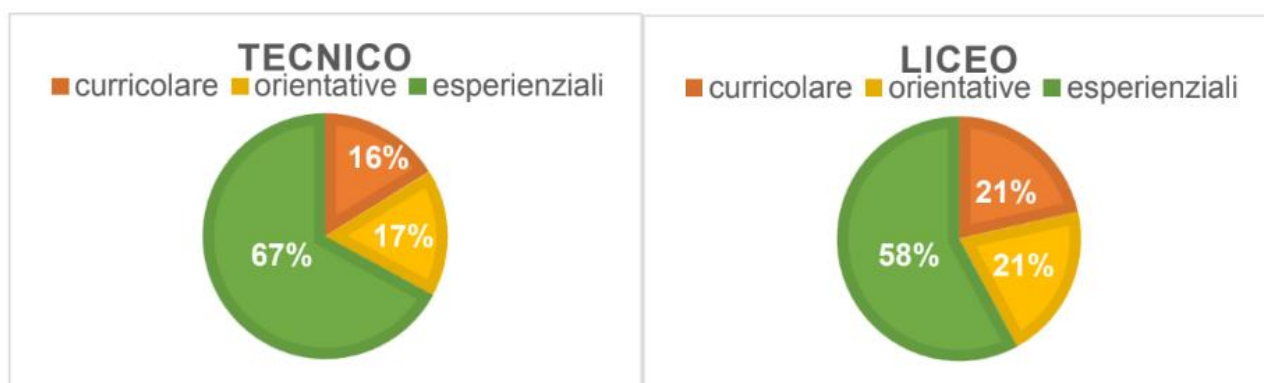 TECNICO
curricolare orientative esperienziali
16%
17%
67%
LICEO
curricolare orientative esperienziali
21%
58%
21%